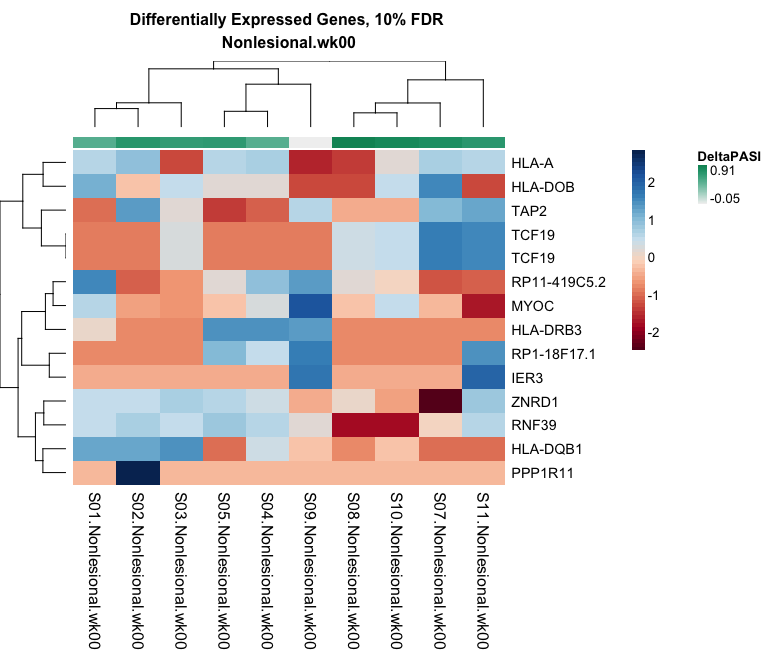 Differentially Expressed Genes, 10% FDR
Nonlesional.wk00
DeltaPASI
0.91
-0.05
2
1
0
-1
-2
HLA-A
HLA-DOB
TAP2
TCF19
TCF19
RP11-419C5.2
MYOC
HLA-DRB3
RP1-18F17.1
IER3
ZNRD1
RNF39
HLA-DQB1
PPP1R11
S01.Nonlesional.wk00
S02.Nonlesional.wk00
S03.Nonlesional.wk00
S05.Nonlesional.wk00
S04.Nonlesional.wk00
S09.Nonlesional.wk00
S08.Nonlesional.wk00
S10.Nonlesional.wk00
S07.Nonlesional.wk00
S11.Nonlesional.wk00